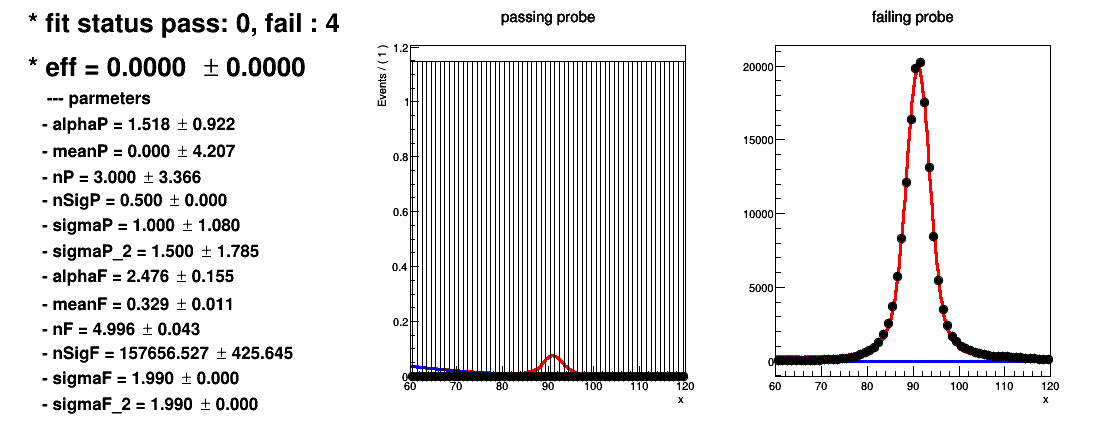 * fit status pass: 0, fail : 4
* eff = 0.0000 ± 0.0000
--- parmeters
- alphaP = 1.518 ± 0.922
- meanP = 0.000 ± 4.207
- nP = 3.000 ± 3.366
- nSigP = 0.500 ± 0.000
- sigmaP = 1.000 ± 1.080
- sigmaP_2 = 1.500 ± 1.785
- alphaF = 2.476 ± 0.155
- meanF = 0.329 ± 0.011
- nF = 4.996 ± 0.043
- nSigF = 157656.527 ± 425.645
- sigmaF = 1.990 ± 0.000
- sigmaF_2 = 1.990 ± 0.000
passing probe
Events / ( 1 )
1.2
1
0.8
0.6
0.4
0.2
0
60 70 80 90 100 110 120
x
failing probe
20000
15000
10000
5000
0
60 70 80 90 100 110 120
x